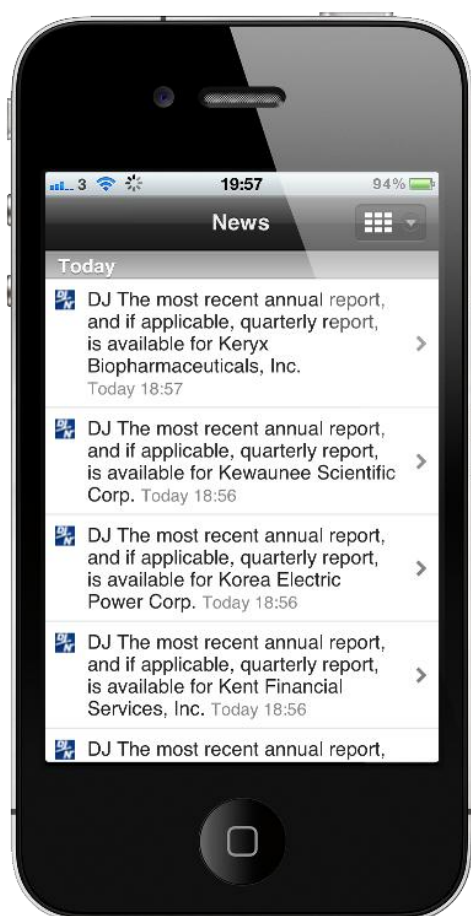 3 19:57 94%
News
Today
DJ The most recent annual report,
and if applicable, quarterly report,
is available for Keryx
Biopharmaceuticals, Inc.
Today 18:57
DJ The most recent annual report,
and if applicable, quarterly report,
is available for Kewaunee Scientific
Corp. Today 18:56
DJ The most recent annual report,
and if applicable, quarterly report,
is available for Korea Electric
Power Corp. Today 18:56
DJ The most recent annual report,
and if applicable, quarterly report,
is available for Kent Financial
Services, Inc. Today 18:56
DJ The most recent annual report,